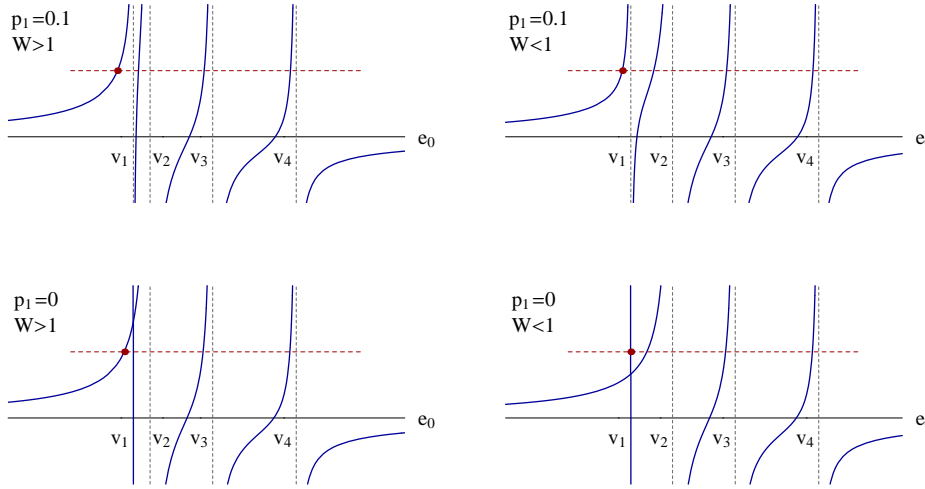 p₁=0.1
W>1
v₁ v₂ v₃ v₄
e₀
p₁=0.1
W<1
v₁ v₂ v₃ v₄
e
p₁=0
W>1
v₁ v₂ v₃ v₄
e₀
p₁=0
W<1
v₁ v₂ v₃ v₄
e